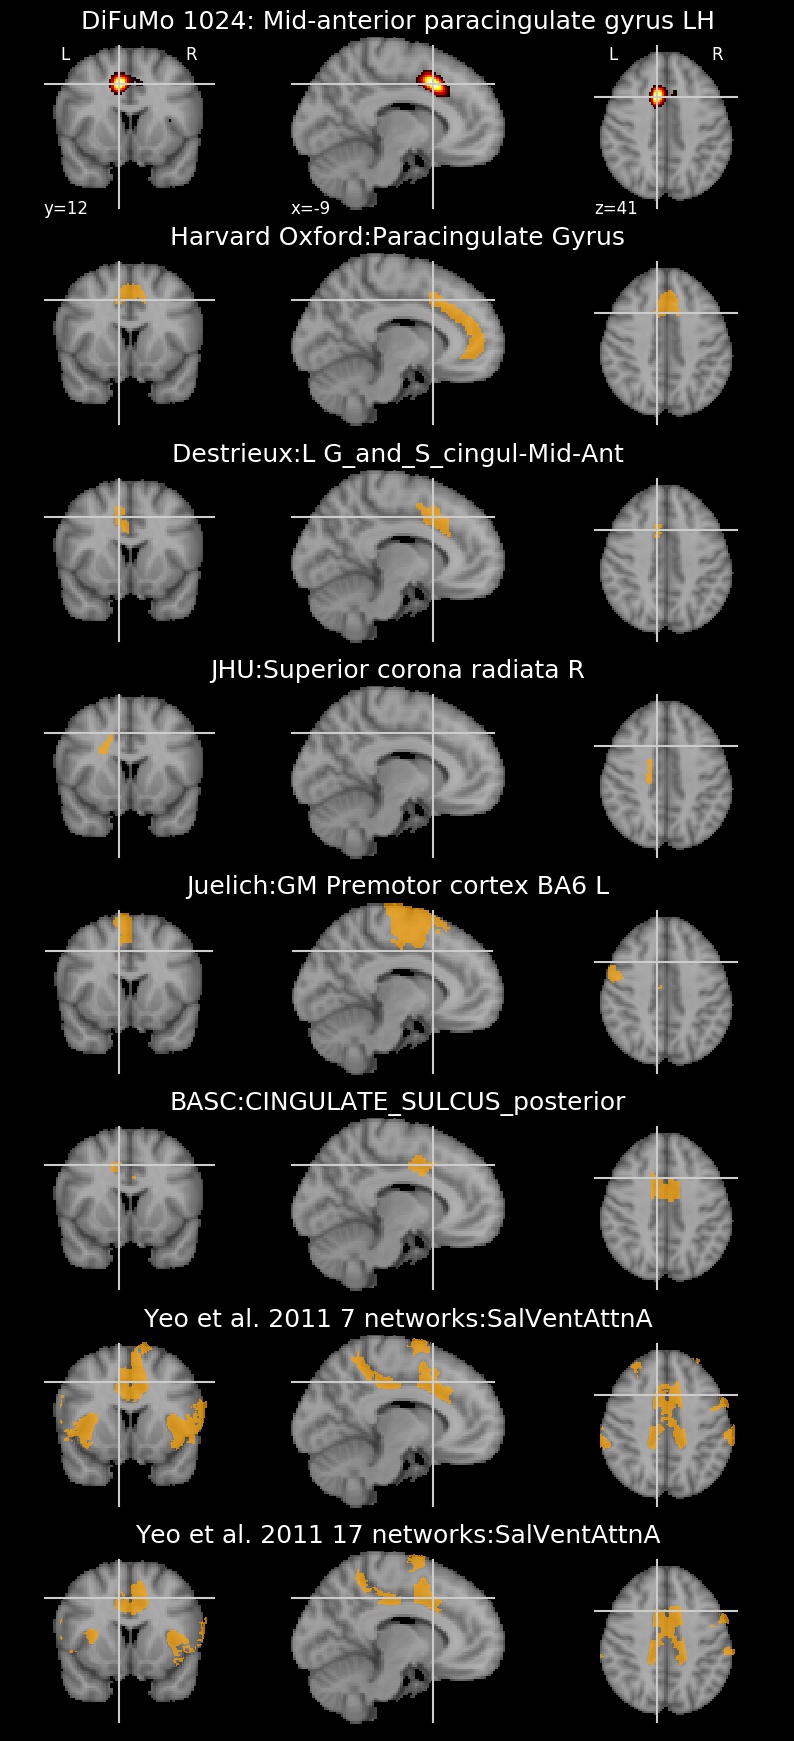 DiFuMo 1024: Mid-anterior paracingulate gyrus LH
L R L R
y=12 x=-9 z=41
Harvard Oxford:Paracingulate Gyrus
Destrieux:L G_and_S_cingul-Mid-Ant
JHU:Superior corona radiata R
Juelich:GM Premotor cortex BA6 L
BASC:CINGULATE_SULCUS_posterior
Yeo et al. 2011 7 networks:SalVentAttnA
Yeo et al. 2011 17 networks:SalVentAttnA